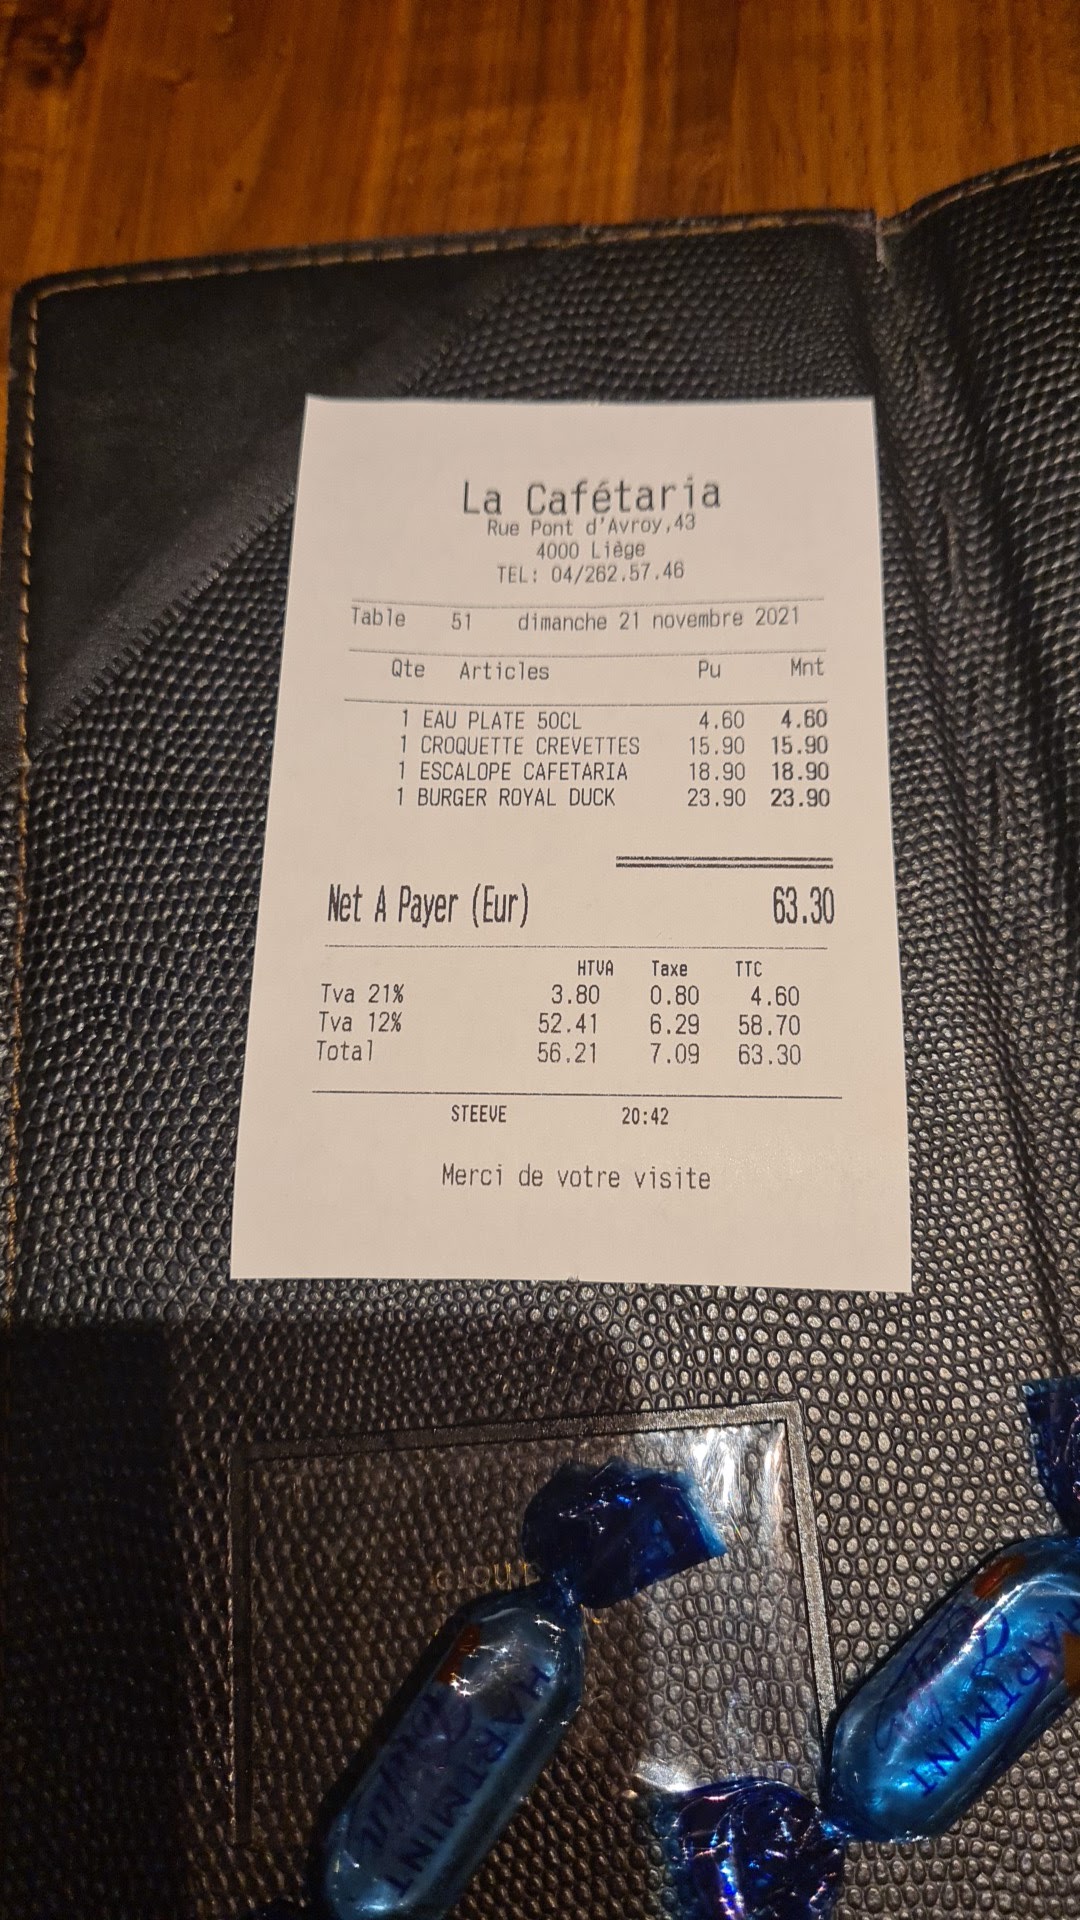 La Cafétaria
Rue Pont d'Avroy,43
4000 Liège
TEL: 04/262.57.46
Table 51 dimanche 21 novembre 2021
Qte Articles Pu Mnt
1 EAU PLATE 50CL 4.60 4.60
1 CROQUETTE CREVETTES 15.90 15.90
1 ESCALOPE CAFETARIA 18.90 18.90
1 BURGER ROYAL DUCK 23.90 23.90
Net A Payer (Eur) 63.30
HTVA Taxe TTC
Tva 21% 3.80 0.80 4.60
Tva 12% 52.41 6.29 58.70
Total 56.21 7.09 63.30
STEEVE 20:42
Merci de votre visite
HARTMINT
HARTMINT